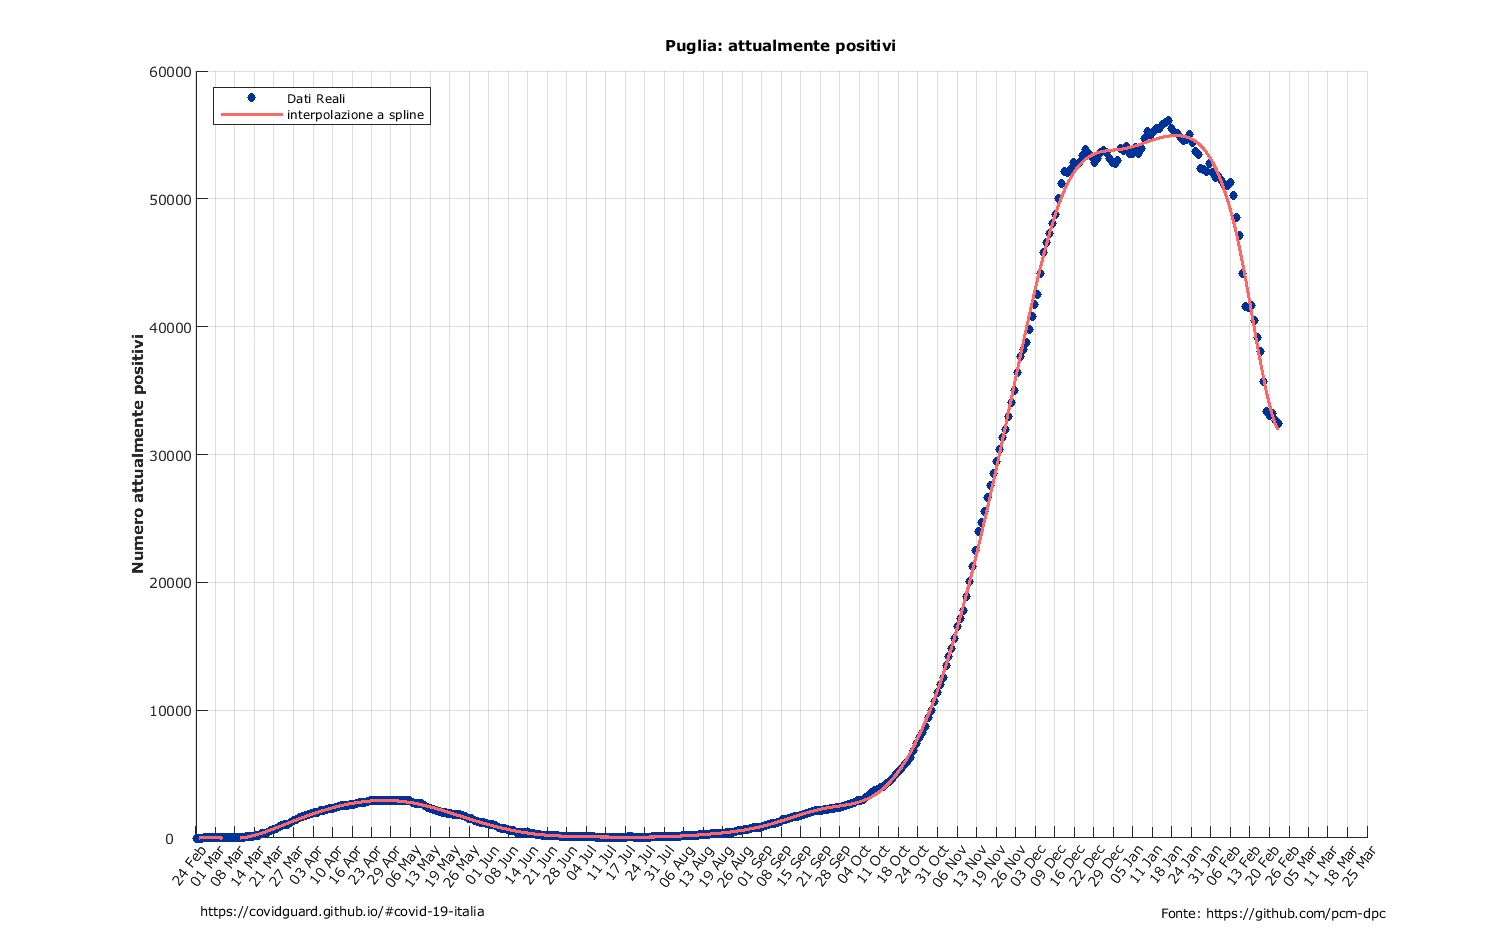 Puglia: attualmente positivi
60000
Dati Reali
interpolazione a spline
50000
40000
30000
20000
10000
0
Numero attualmente positivi
24 Feb
01 Mar
08 Mar
14 Mar
21 Mar
27 Mar
03 Apr
10 Apr
16 Apr
23 Apr
29 Apr
06 May
13 May
19 May
26 May
01 Jun
08 Jun
14 Jun
21 Jun
28 Jun
04 Jul
11 Jul
17 Jul
24 Jul
31 Jul
06 Aug
13 Aug
19 Aug
26 Aug
01 Sep
08 Sep
15 Sep
21 Sep
28 Sep
04 Oct
11 Oct
18 Oct
24 Oct
31 Oct
06 Nov
13 Nov
19 Nov
26 Nov
03 Dec
09 Dec
16 Dec
22 Dec
29 Dec
05 Jan
11 Jan
18 Jan
24 Jan
31 Jan
06 Feb
13 Feb
20 Feb
26 Feb
05 Mar
11 Mar
18 Mar
25 Mar
https://covidguard.github.io/#covid-19-italia
Fonte: https://github.com/pcm-dpc